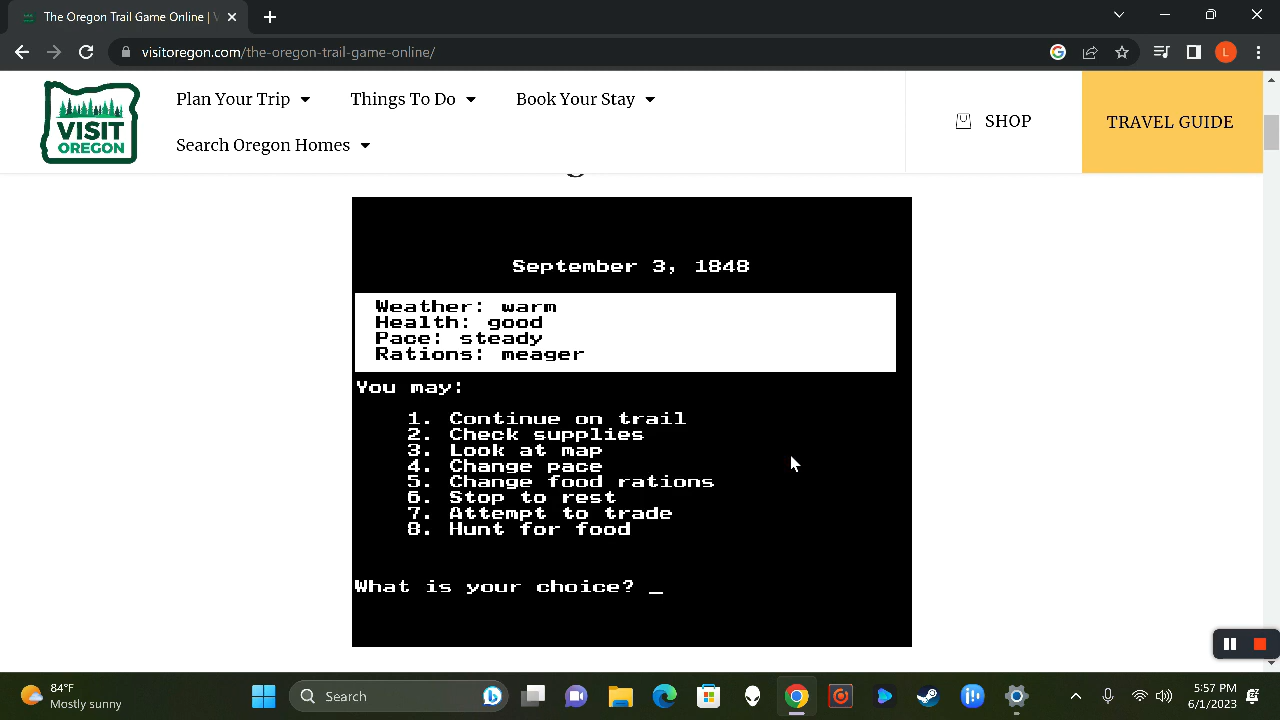 The Oregon Trail Game Online | V
visitoregon.com/the-oregon-trail-game-online/
L
VISIT
OREGON
Plan Your Trip
Things To Do
Book Your Stay
Search Oregon Homes
SHOP
TRAVEL GUIDE
September 3, 1848
Weather: warm
Health: good
Pace: steady
Rations: meager
You may:
1. Continue on trail
2. Check supplies
3. Look at map
4. Change pace
5. Change food rations
6. Stop to rest
7. Attempt to trade
8. Hunt for food
What is your choice? _
84°F
Mostly sunny
Search
5:57 PM
6/1/2023